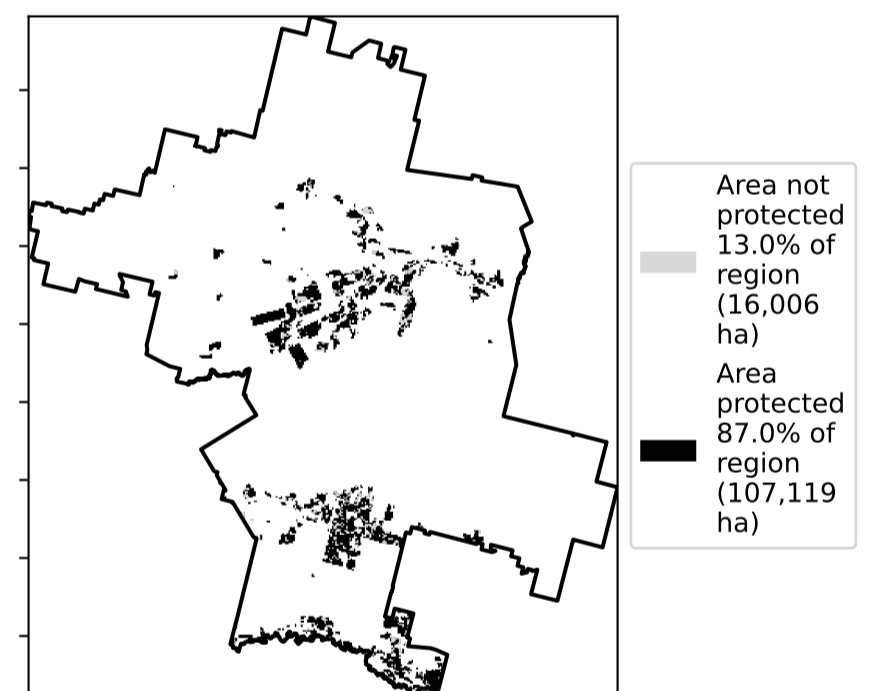 Area not
protected
13.0% of
region
(16,006
ha)
Area
protected
87.0% of
region
(107,119
ha)